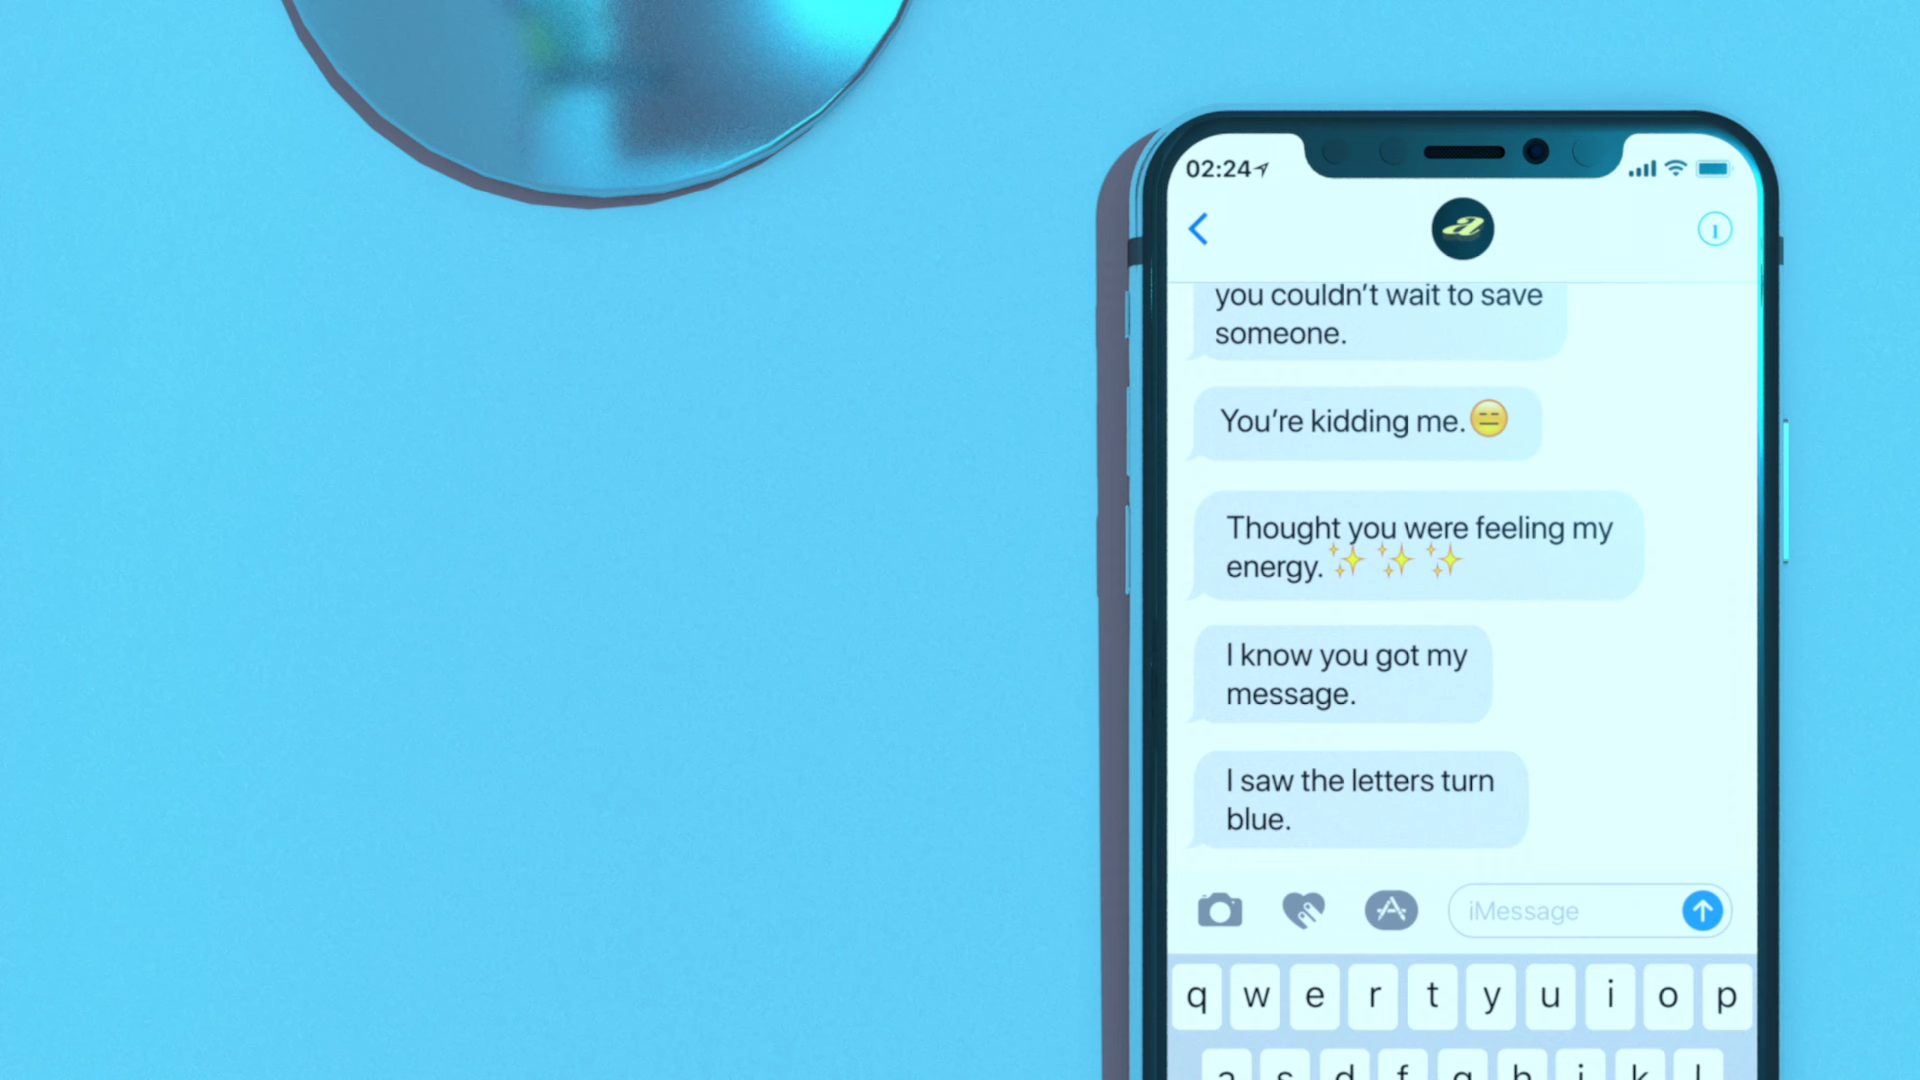 02:24
a
you couldn’t wait to save
someone.
You’re kidding me.😑
Thought you were feeling my
energy.✨ ✨ ✨
I know you got my
message.
I saw the letters turn
blue.
iMessage
q w e r t y u i o p
a s d f g h j k l